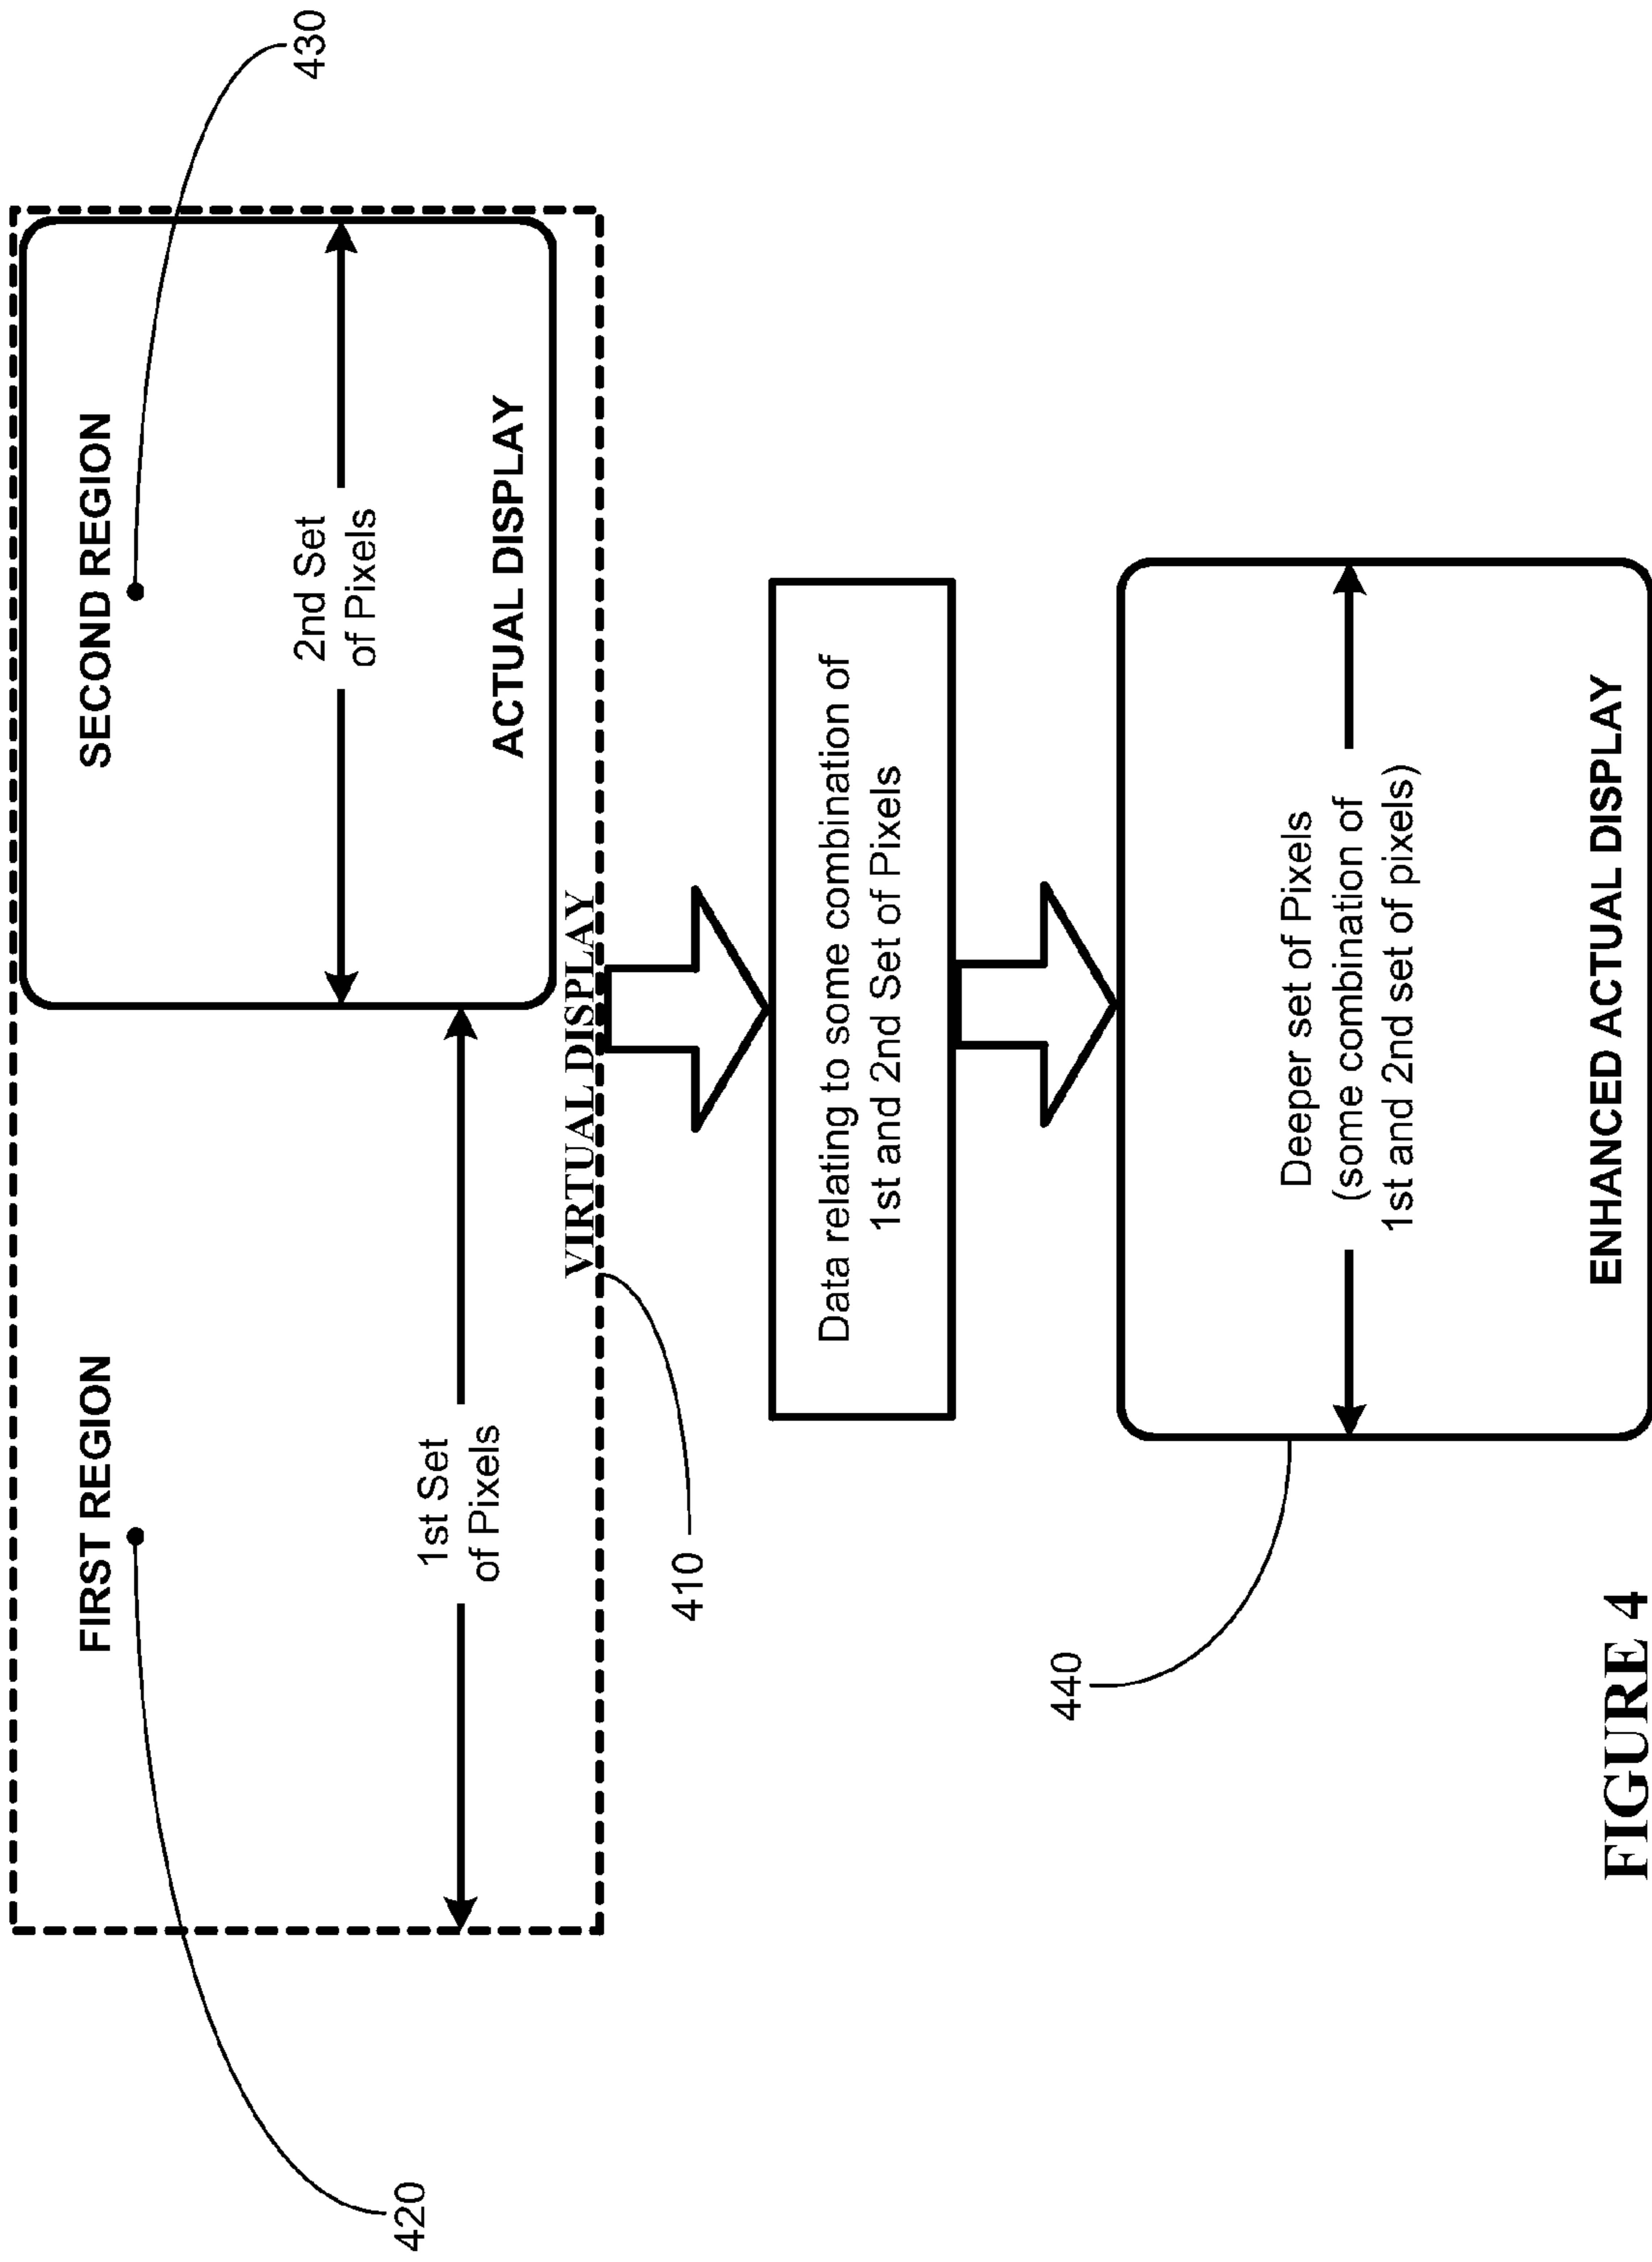 FIRST REGION
SECOND REGION
420
430
1st Set
of Pixels
2nd Set
of Pixels
ACTUAL DISPLAY
VIRTUAL DISPLAY
410
Data relating to some combination of
1st and 2nd Set of Pixels
440
Deeper set of Pixels
(some combination of
1st and 2nd set of pixels)
ENHANCED ACTUAL DISPLAY
FIGURE 4